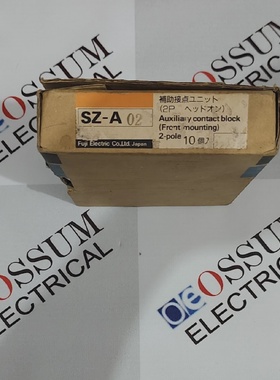 OSSUM
ELECTRICAL
SZ-A 02
補助接点ユニット
(2P ヘッドオン)
Auxiliary contact block
(Front mounting)
2-pole 10個入
Fuji Electric Co.,Ltd. Japan
OSSUM
ELECTRICAL
OSSUM
ELECTRICAL